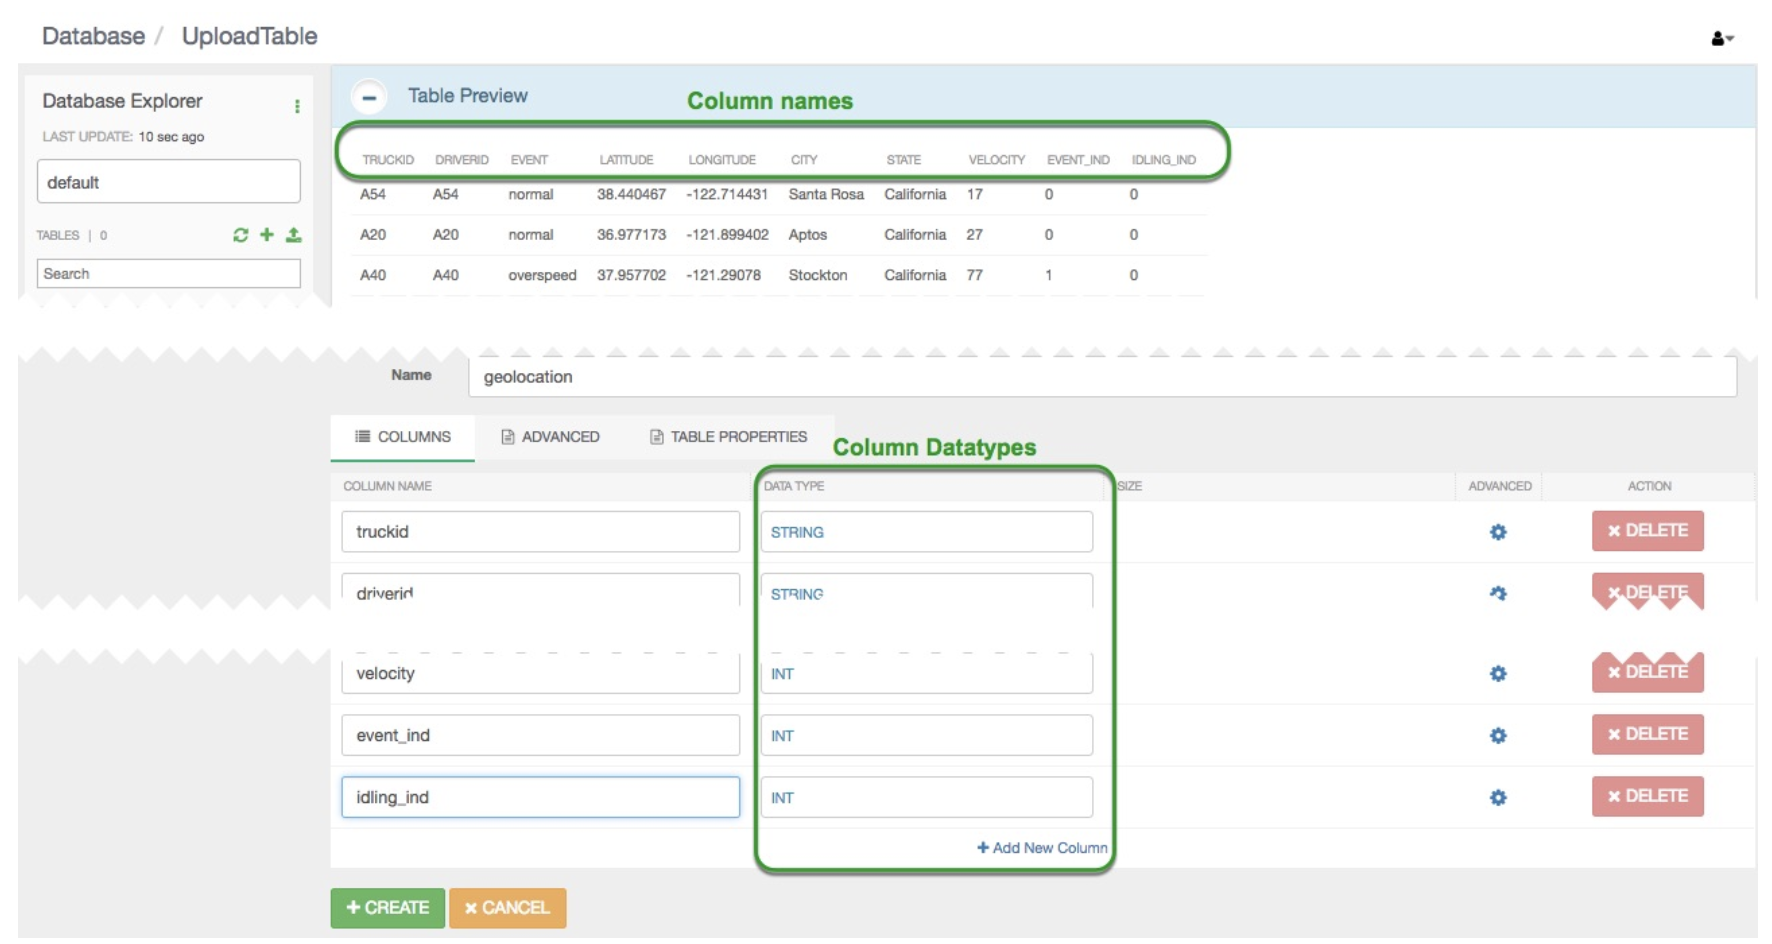 Database / UploadTable
Database Explorer
LAST UPDATE: 10 sec ago
default
TABLES | 0
Search
Table Preview
Column names
TRUCKID DRIVERID EVENT LATITUDE LONGITUDE CITY STATE VELOCITY EVENT_IND IDLING_IND
A54 A54 normal 38.440467 -122.714431 Santa Rosa California 17 0 0
A20 A20 normal 36.977173 -121.899402 Aptos California 27 0 0
A40 A40 overspeed 37.957702 -121.29078 Stockton California 77 1 0
Name geolocation
COLUMNS ADVANCED TABLE PROPERTIES
Column Datatypes
COLUMN NAME DATA TYPE SIZE ADVANCED ACTION
truckid STRING DELETE
driverid STRING DELETE
velocity INT DELETE
event_ind INT DELETE
idling_ind INT DELETE
+ Add New Column
+ CREATE × CANCEL